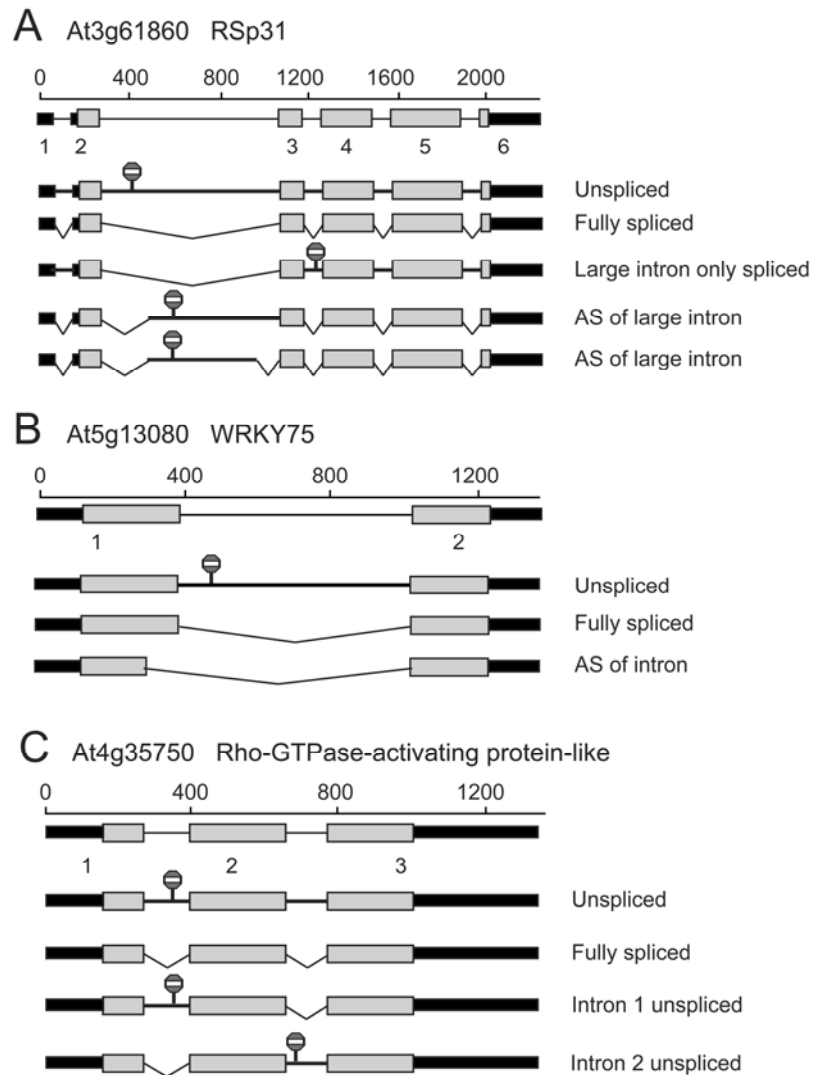 A At3g61860 RSp31
0 400 800 1200 1600 2000
1 2 3 4 5 6
Unspliced
Fully spliced
Large intron only spliced
AS of large intron
AS of large intron
B At5g13080 WRKY75
0 400 800 1200
1 2
Unspliced
Fully spliced
AS of intron
C At4g35750 Rho-GTPase-activating protein-like
0 400 800 1200
1 2 3
Unspliced
Fully spliced
Intron 1 unspliced
Intron 2 unspliced